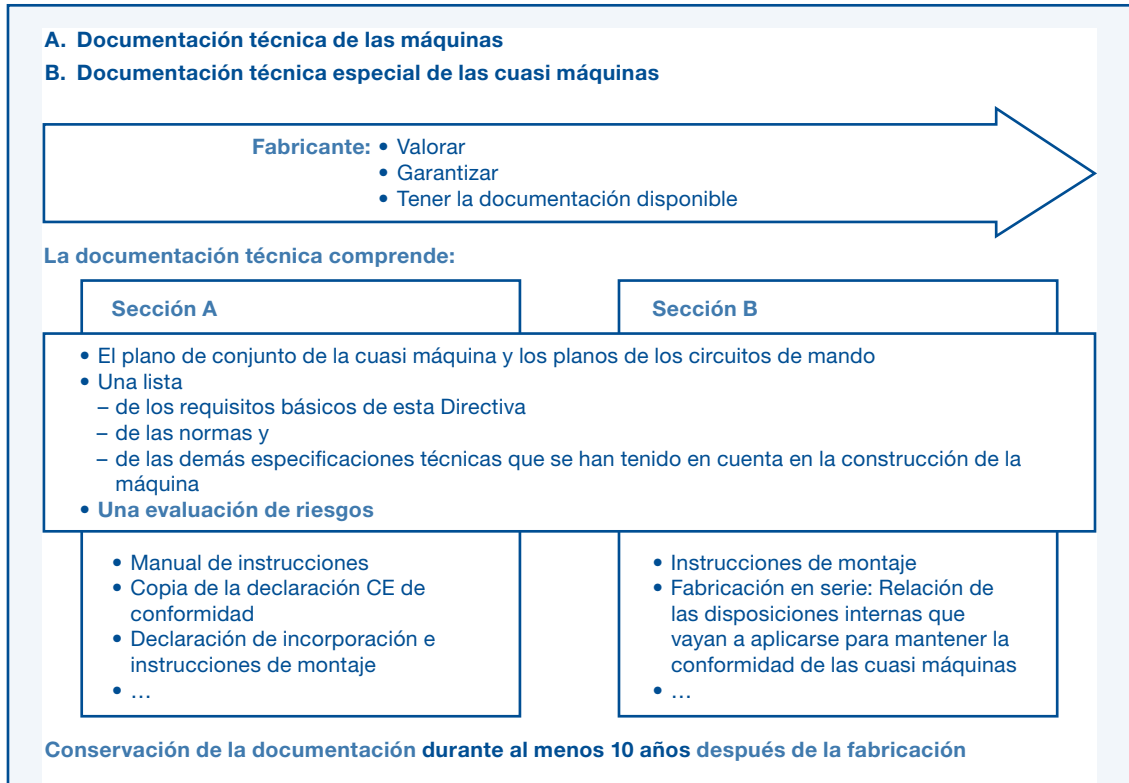 A. Documentación técnica de las máquinas
B. Documentación técnica especial de las cuasi máquinas
Fabricante: • Valorar
• Garantizar
• Tener la documentación disponible
La documentación técnica comprende:
Sección A
Sección B
• El plano de conjunto de la cuasi máquina y los planos de los circuitos de mando
• Una lista
– de los requisitos básicos de esta Directiva
– de las normas y
– de las demás especificaciones técnicas que se han tenido en cuenta en la construcción de la
máquina
• Una evaluación de riesgos
• Manual de instrucciones
• Copia de la declaración CE de
conformidad
• Declaración de incorporación e
instrucciones de montaje
• …
• Instrucciones de montaje
• Fabricación en serie: Relación de
las disposiciones internas que
vayan a aplicarse para mantener la
conformidad de las cuasi máquinas
• …
Conservación de la documentación durante al menos 10 años después de la fabricación